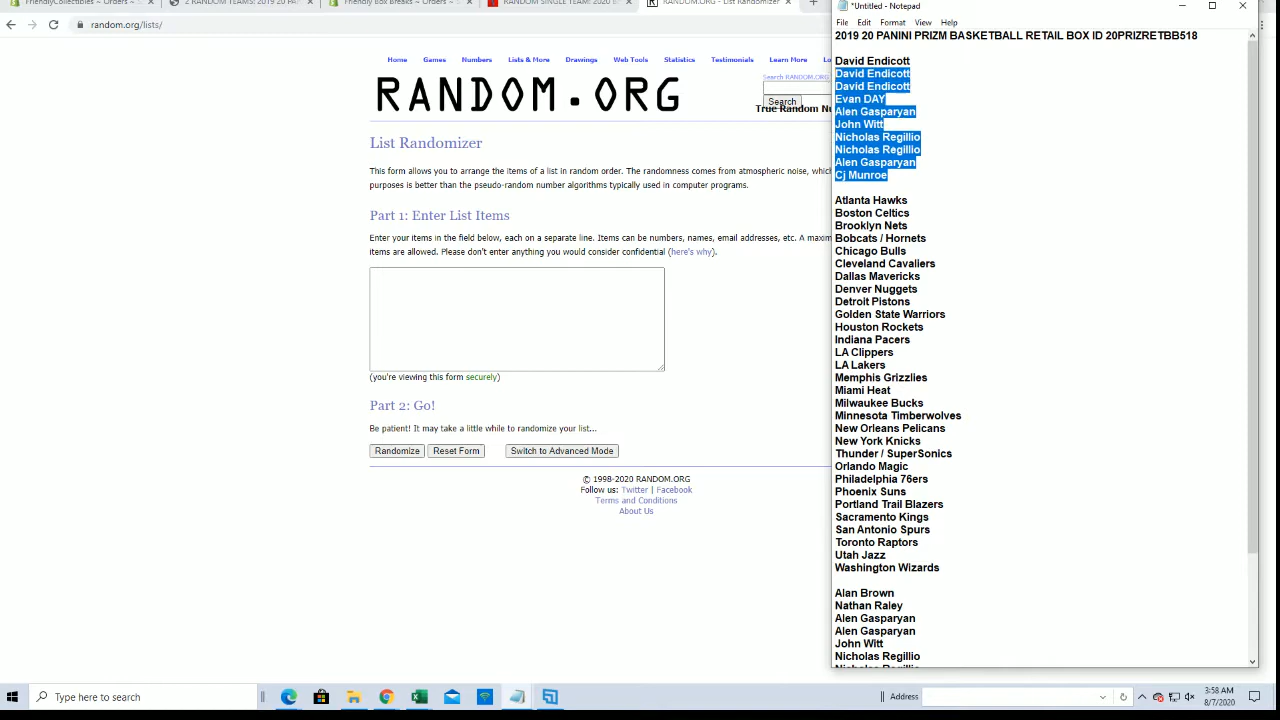 FriendlyCollectibles ~ Orders ~ S
2 RANDOM TEAMS: 2019 20 PAN
Friendly Box Breaks ~ Orders ~ S
RANDOM SINGLE TEAM: 2020 B
RANDOM.ORG - List Randomizer
random.org/lists/
Home
Games
Numbers
Lists & More
Drawings
Web Tools
Statistics
Testimonials
Learn More
RANDOM.ORG
Search RANDOM.ORG
Search
True Random Nu
List Randomizer
This form allows you to arrange the items of a list in random order. The randomness comes from atmospheric noise, which
purposes is better than the pseudo-random number algorithms typically used in computer programs.
Part 1: Enter List Items
Enter your items in the field below, each on a separate line. Items can be numbers, names, email addresses, etc. A maxim
items are allowed. Please don't enter anything you would consider confidential (here's why).
(you're viewing this form securely)
Part 2: Go!
Be patient! It may take a little while to randomize your list...
Randomize
Reset Form
Switch to Advanced Mode
© 1998-2020 RANDOM.ORG
Follow us: Twitter | Facebook
Terms and Conditions
About Us
*Untitled - Notepad
File Edit Format View Help
2019 20 PANINI PRIZM BASKETBALL RETAIL BOX ID 20PRIZRETBB518
David Endicott
David Endicott
David Endicott
Evan DAY
Alen Gasparyan
John Witt
Nicholas Regillio
Nicholas Regillio
Alen Gasparyan
Cj Munroe
Atlanta Hawks
Boston Celtics
Brooklyn Nets
Bobcats / Hornets
Chicago Bulls
Cleveland Cavaliers
Dallas Mavericks
Denver Nuggets
Detroit Pistons
Golden State Warriors
Houston Rockets
Indiana Pacers
LA Clippers
LA Lakers
Memphis Grizzlies
Miami Heat
Milwaukee Bucks
Minnesota Timberwolves
New Orleans Pelicans
New York Knicks
Thunder / SuperSonics
Orlando Magic
Philadelphia 76ers
Phoenix Suns
Portland Trail Blazers
Sacramento Kings
San Antonio Spurs
Toronto Raptors
Utah Jazz
Washington Wizards
Alan Brown
Nathan Raley
Alen Gasparyan
Alen Gasparyan
John Witt
Nicholas Regillio
Nicholas Regillio
Type here to search
Address
3:58 AM
8/7/2020